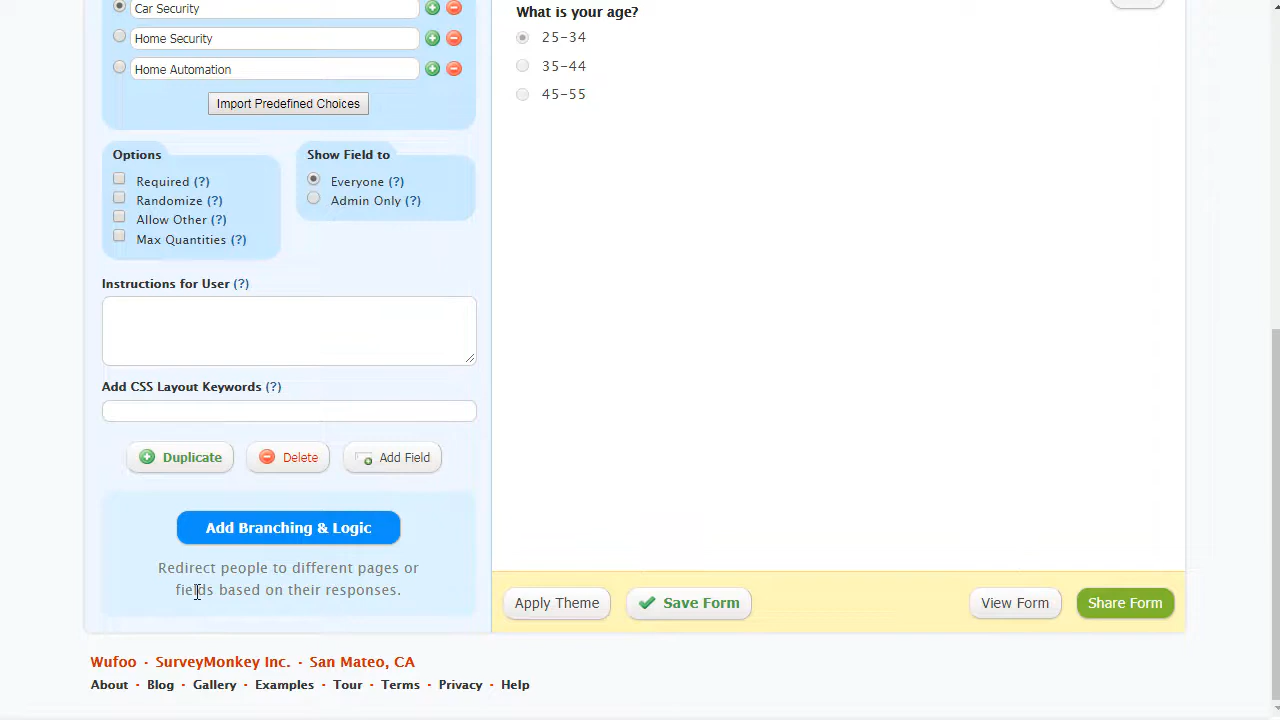 Car Security
Home Security
Home Automation
Import Predefined Choices
Options
Required (?)
Randomize (?)
Allow Other (?)
Max Quantities (?)
Show Field to
Everyone (?)
Admin Only (?)
Instructions for User (?)
Add CSS Layout Keywords (?)
Duplicate
Delete
Add Field
Add Branching & Logic
Redirect people to different pages or
fields based on their responses.
What is your age?
25-34
35-44
45-55
Apply Theme
Save Form
View Form
Share Form
Wufoo · SurveyMonkey Inc. · San Mateo, CA
About · Blog · Gallery · Examples · Tour · Terms · Privacy · Help